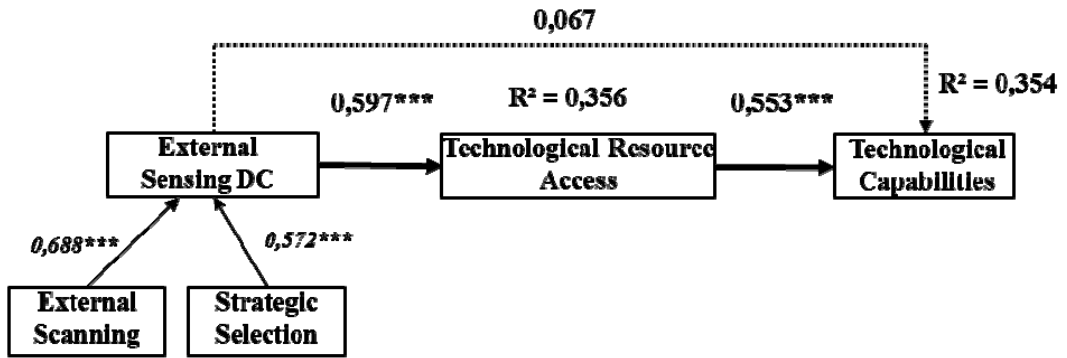 0,067
0,597***
R² = 0,356
0,553***
R² = 0,354
External
Sensing DC
Technological Resource
Access
Technological
Capabilities
0,688***
0,572***
External
Scanning
Strategic
Selection